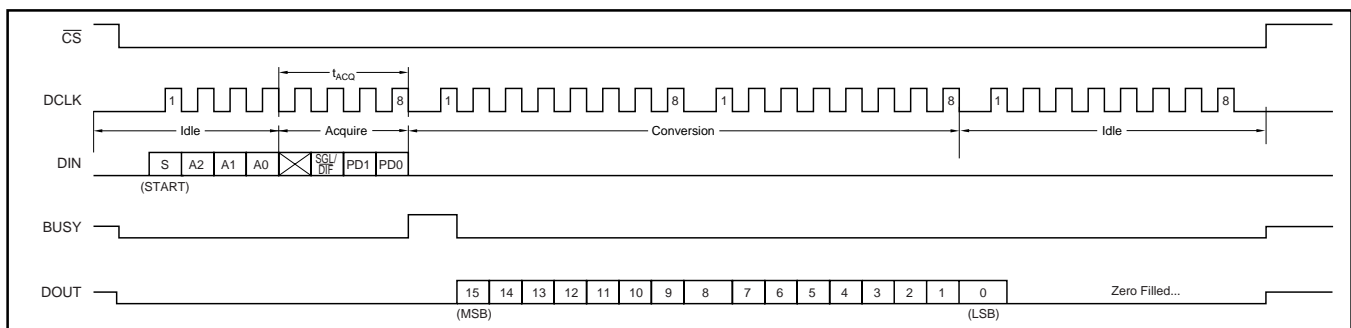 CS
tACQ
DCLK 1 8 1 8 1 8 1 8
Idle Acquire Conversion Idle
DIN S A2 A1 A0 SGL/DIF PD1 PD0
(START)
BUSY
DOUT 15 14 13 12 11 10 9 8 7 6 5 4 3 2 1 0 Zero Filled...
(MSB) (LSB)